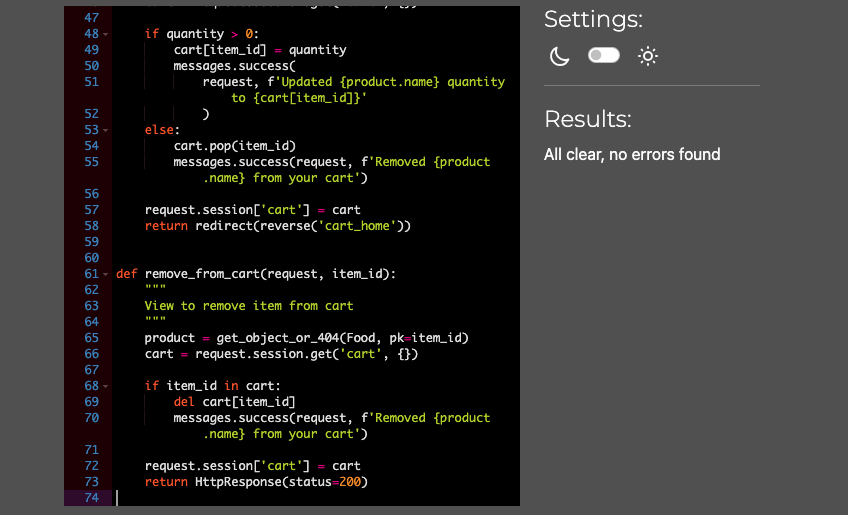 47
48 if quantity > 0:
49 cart[item_id] = quantity
50 messages.success(
51 request, f'Updated {product.name} quantity
to {cart[item_id]}'
52 )
53 else:
54 cart.pop(item_id)
55 messages.success(request, f'Removed {product
.name} from your cart')
56
57 request.session['cart'] = cart
58 return redirect(reverse('cart_home'))
59
60
61 def remove_from_cart(request, item_id):
62 """
63 View to remove item from cart
64 """
65 product = get_object_or_404(Food, pk=item_id)
66 cart = request.session.get('cart', {})
67
68 if item_id in cart:
69 del cart[item_id]
70 messages.success(request, f'Removed {product
.name} from your cart')
71
72 request.session['cart'] = cart
73 return HttpResponse(status=200)
74
Settings:
Results:
All clear, no errors found